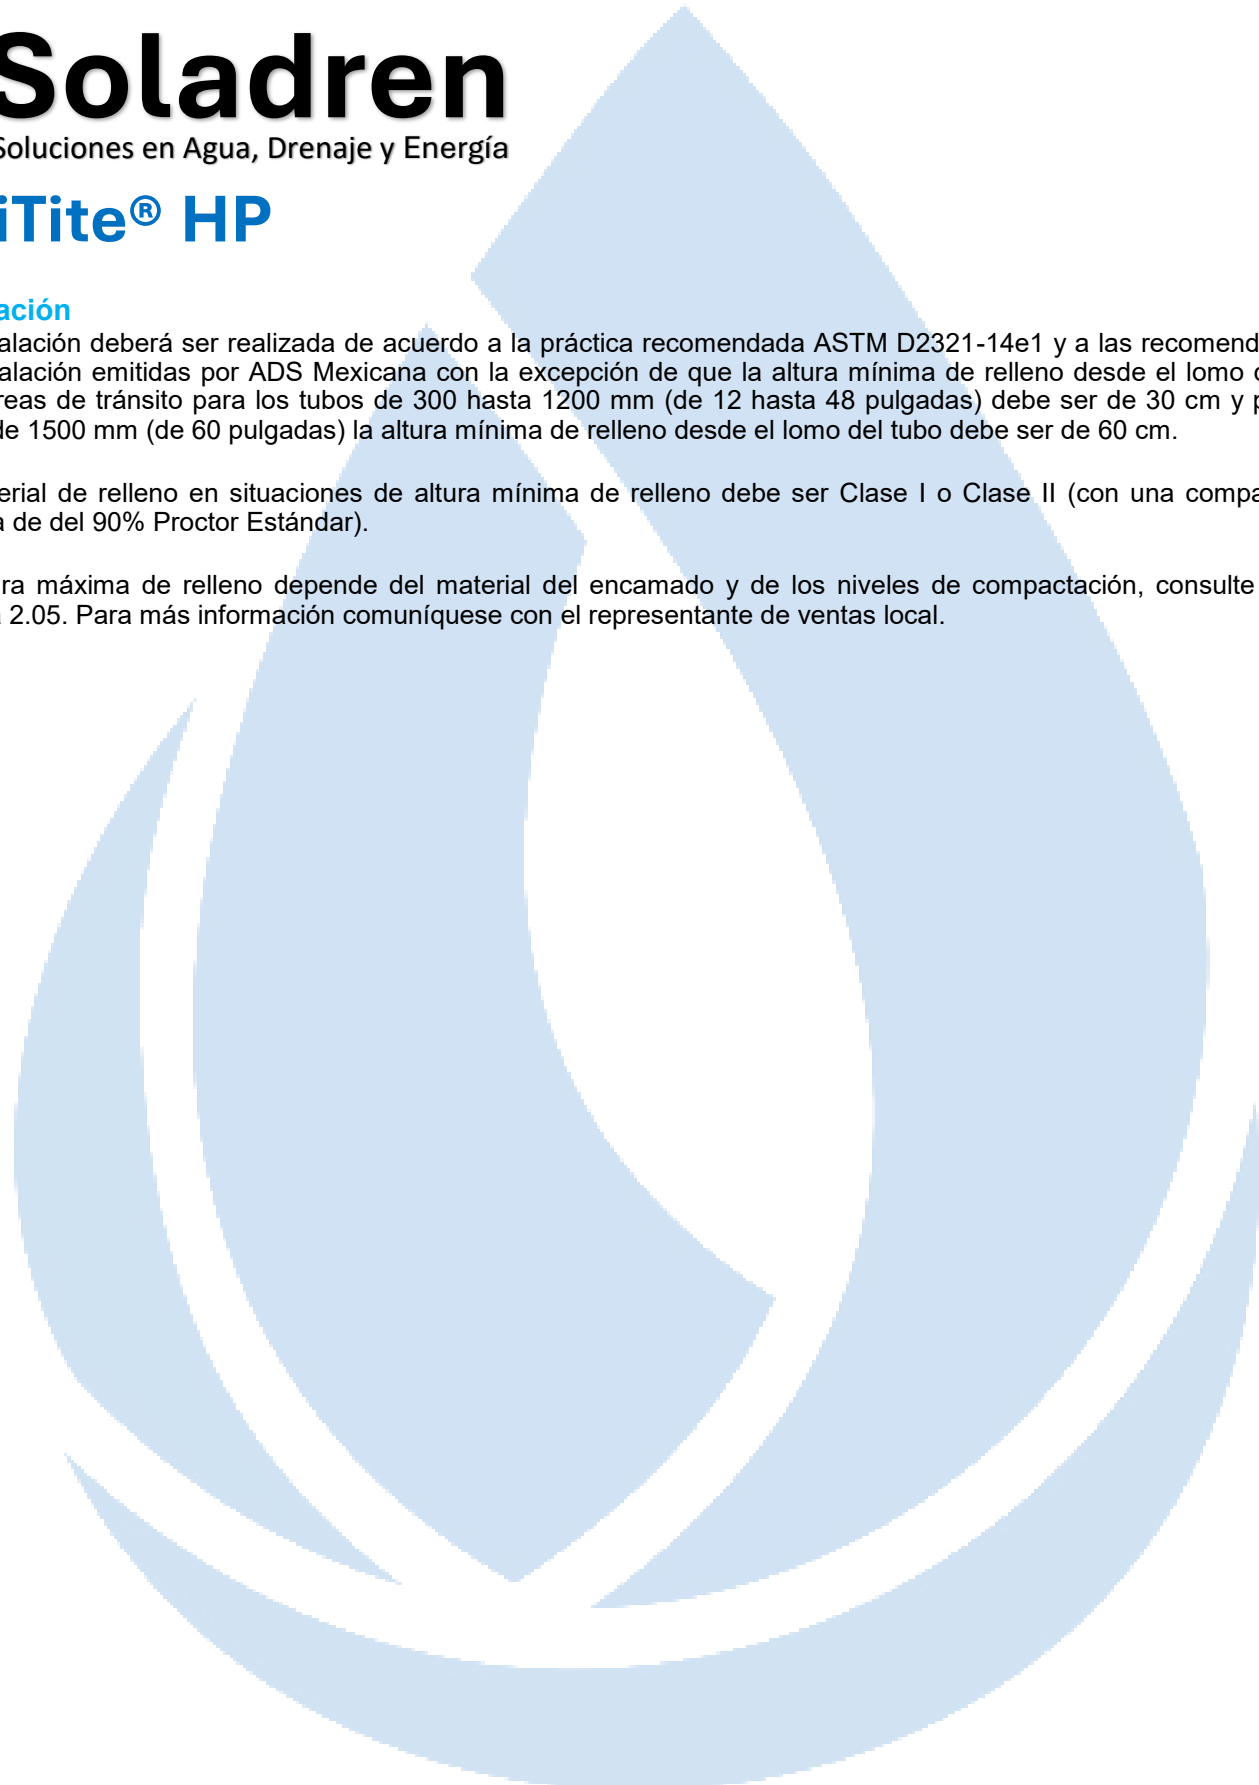 Soladren
Soluciones en Agua, Drenaje y Energía
iTite® HP
ación
alación deberá ser realizada de acuerdo a la práctica recomendada ASTM D2321-14e1 y a las recomend
alación emitidas por ADS Mexicana con la excepción de que la altura mínima de relleno desde el lomo
reas de tránsito para los tubos de 300 hasta 1200 mm (de 12 hasta 48 pulgadas) debe ser de 30 cm y
de 1500 mm (de 60 pulgadas) la altura mínima de relleno desde el lomo del tubo debe ser de 60 cm.
erial de relleno en situaciones de altura mínima de relleno debe ser Clase I o Clase II (con una compa
a de del 90% Proctor Estándar).
ra máxima de relleno depende del material del encamado y de los niveles de compactación, consulte
a 2.05. Para más información comuníquese con el representante de ventas local.